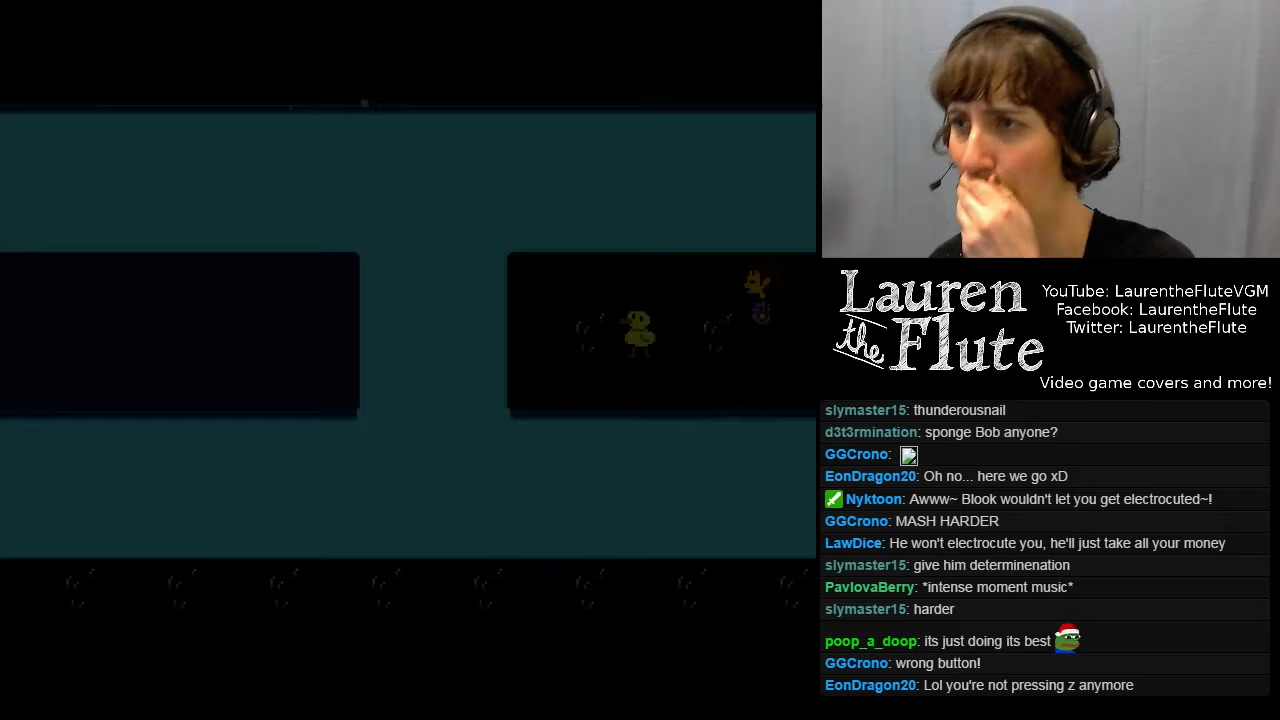 Lauren
the Flute
YouTube: LaurentheFluteVGM
Facebook: LaurentheFlute
Twitter: LaurentheFlute
Video game covers and more!
slymaster15: thunderousnail
d3t3rmination: sponge Bob anyone?
GGCrono:
EonDragon20: Oh no... here we go xD
Nyktoon: Awww~ Blook wouldn't let you get electrocuted~!
GGCrono: MASH HARDER
LawDice: He won't electrocute you, he'll just take all your money
slymaster15: give him determinenation
PavlovaBerry: *intense moment music*
slymaster15: harder
poop_a_doop: its just doing its best
GGCrono: wrong button!
EonDragon20: Lol you're not pressing z anymore